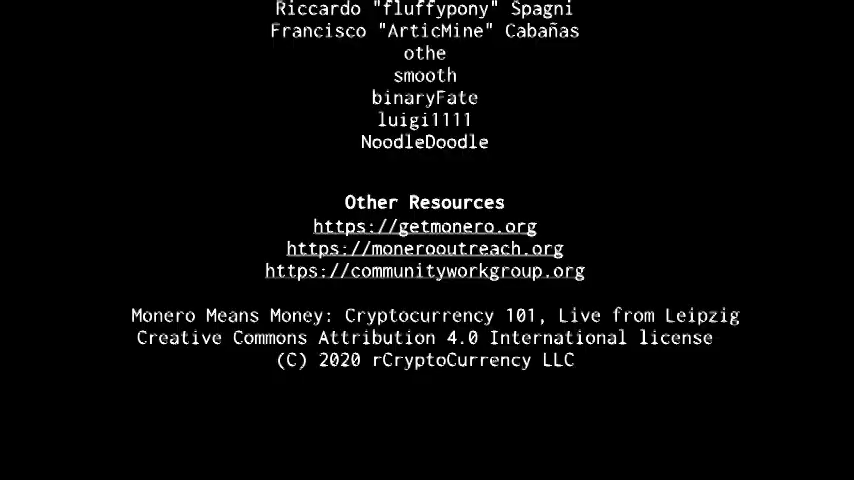 Riccardo "fluffypony" Spagni
Francisco "ArticMine" Cabañas
othe
smooth
binaryFate
luigi1111
NoodleDoodle
Other Resources
https://getmonero.org
https://monerooutreach.org
https://communityworkgroup.org
Monero Means Money: Cryptocurrency 101, Live from Leipzig
Creative Commons Attribution 4.0 International license
(C) 2020 rCryptoCurrency LLC